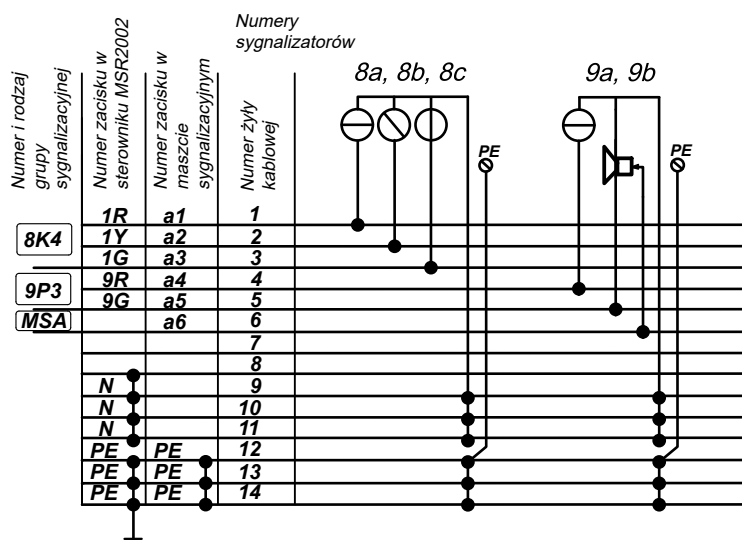 Numer i rodzaj
grupy
sygnalizacyjnej
Numer zacisku w
sterowniku MSR2002
Numer zacisku w
maszcie
sygnalizacyjnym
Numer żyły
kablowej
Numery
sygnalizatorów
8a, 8b, 8c
9a, 9b
PE
PE
8K4
9P3
MSA
1R a1 1
1Y a2 2
1G a3 3
9R a4 4
9G a5 5
a6 6
7
8
N 9
N 10
N 11
PE PE 12
PE PE 13
PE PE 14